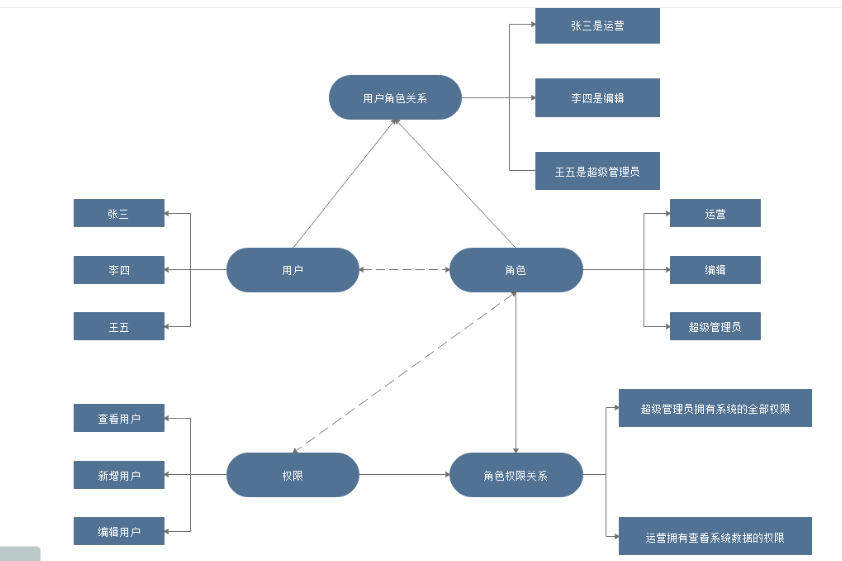 张三是运营
用户角色关系
李四是编辑
王五是超级管理员
张三
运营
李四
用户
角色
编辑
王五
超级管理员
超级管理员拥有系统的全部权限
查看用户
新增用户
权限
角色权限关系
编辑用户
运营拥有查看系统数据的权限